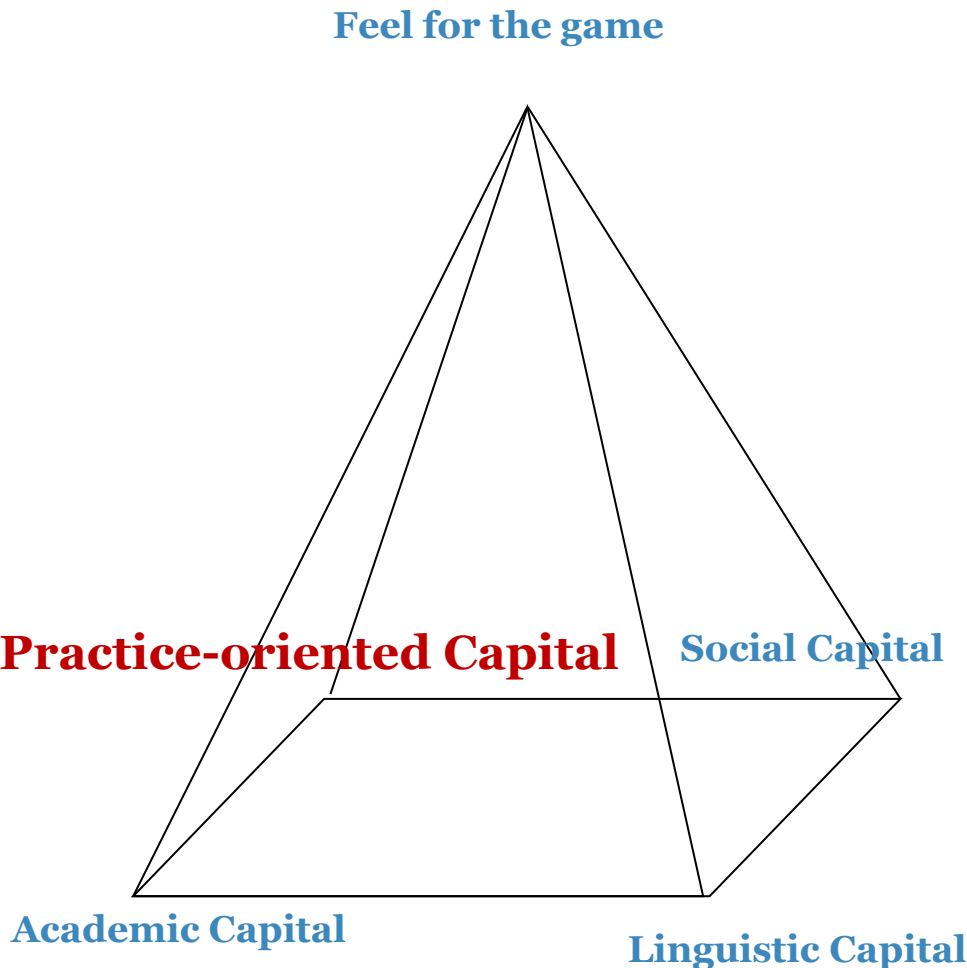 Feel for the game
Practice-oriented Capital
Social Capital
Academic Capital
Linguistic Capital